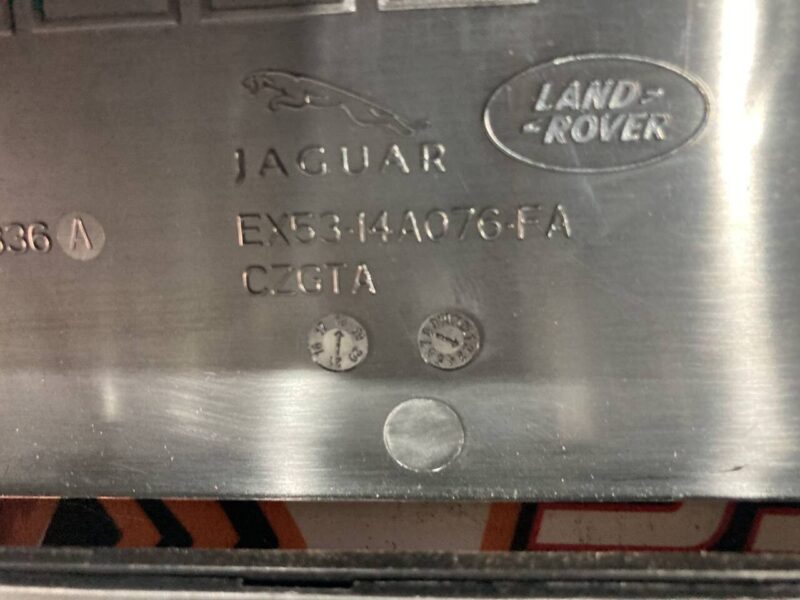 LAND
ROVER
JAGUAR
336 A
EX53-14A076-FA
CZGTA